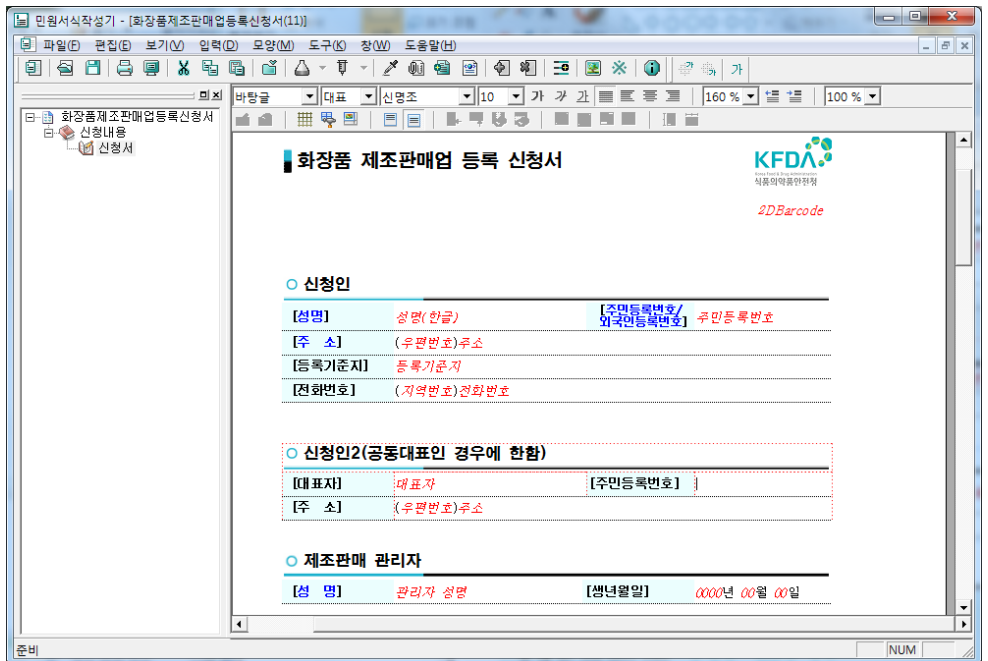 민원서식작성기 - [화장품제조판매업등록신청서(11)]
파일(F) 편집(E) 보기(V) 입력(D) 모양(M) 도구(K) 창(W) 도움말(H)
바탕글 대표 신명조 10 가 가 가 160 % 100 %
화장품제조판매업등록신청서
신청내용
신청서
화장품 제조판매업 등록 신청서
KFDA
Korea Food & Drug Administration
식품의약품안전청
2DBarcode
신청인
[성명] 성명(한글) [주민등록번호/외국인등록번호] 주민등록번호
[주 소] (우편번호)주소
[등록기준지] 등록기준지
[전화번호] (지역번호)전화번호
신청인2(공동대표인 경우에 한함)
[대표자] 대표자 [주민등록번호]
[주 소] (우편번호)주소
제조판매 관리자
[성 명] 관리자 성명 [생년월일] 0000년 00월 00일
준비 NUM